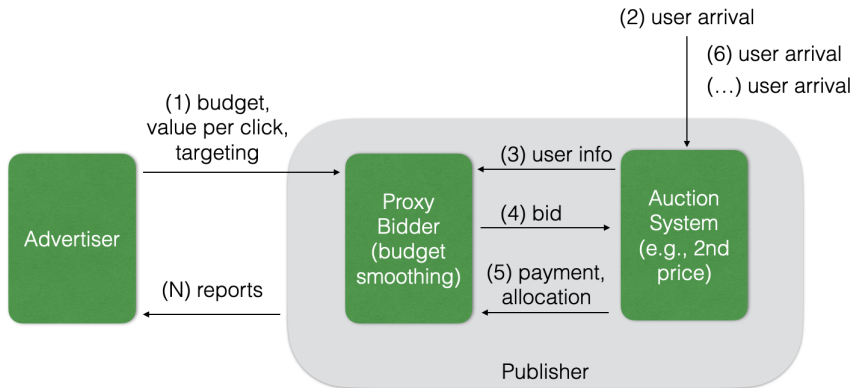 (2) user arrival
(6) user arrival
(…) user arrival
(1) budget,
value per click,
targeting
Advertiser
(N) reports
Proxy
Bidder
(budget
smoothing)
(3) user info
(4) bid
(5) payment,
allocation
Auction
System
(e.g., 2nd
price)
Publisher